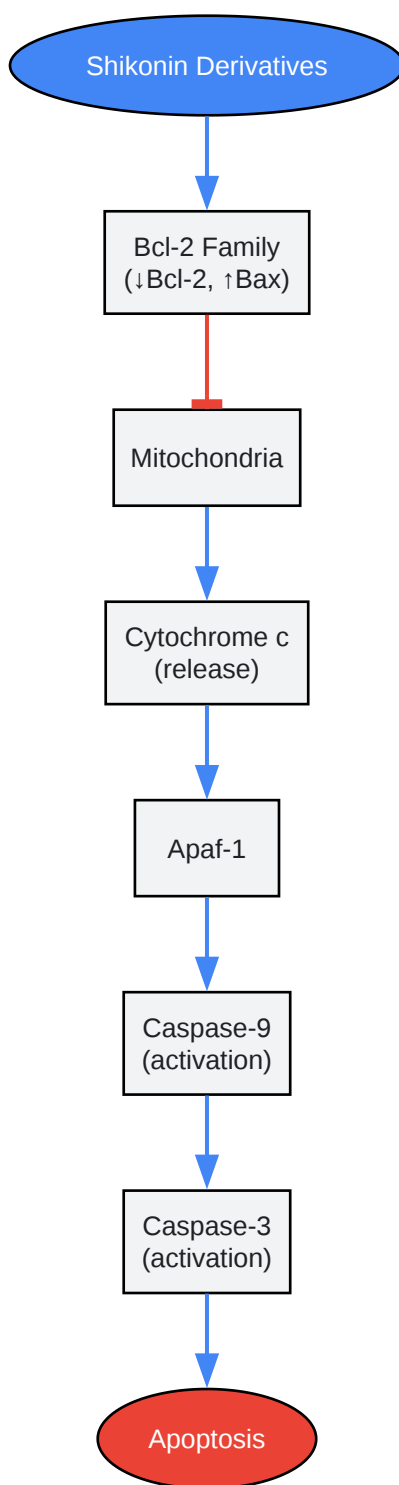 Shikonin Derivatives
Bcl-2 Family
(↓Bcl-2, ↑Bax)
Mitochondria
Cytochrome c
(release)
Apaf-1
Caspase-9
(activation)
Caspase-3
(activation)
Apoptosis